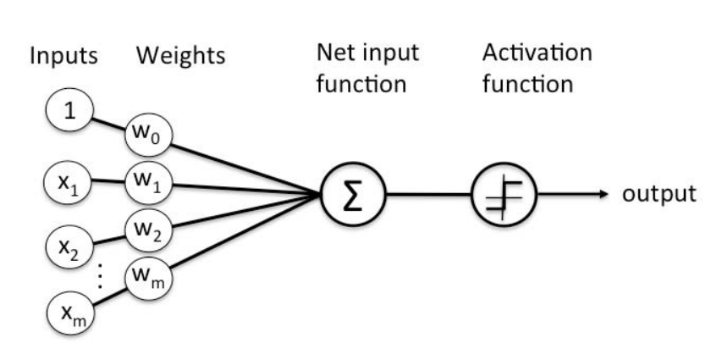 Inputs Weights Net input function Activation function
1
w0
x1 w1
x2 w2
⋮
wm
xm
Σ
output